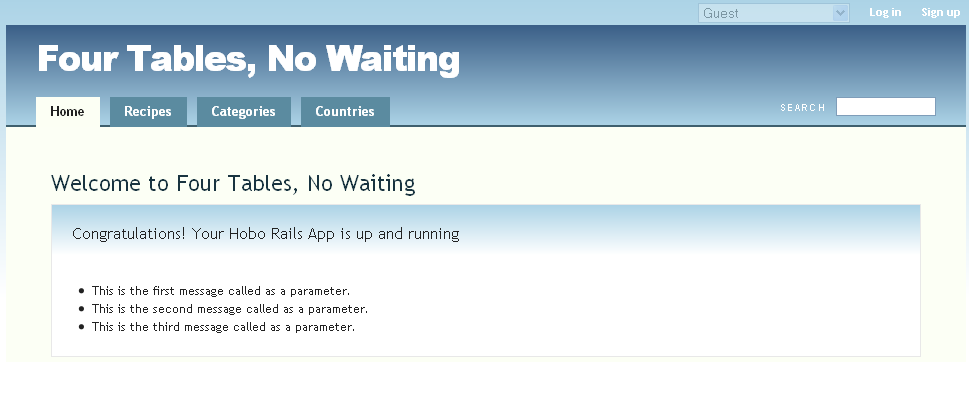 Guest
Log in Sign up
Four Tables, No Waiting
Home Recipes Categories Countries SEARCH
Welcome to Four Tables, No Waiting
Congratulations! Your Hobo Rails App is up and running
This is the first message called as a parameter.
This is the second message called as a parameter.
This is the third message called as a parameter.